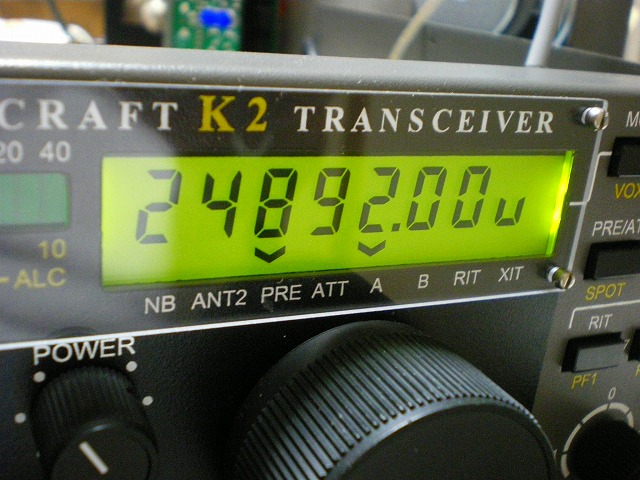 CRAFT K2 TRANSCEIVER
20 40
24892.00u
10
-ALC
NB ANT2 PRE ATT A B RIT XIT
POWER
VOX
PRE/AT
SPOT
RIT
PF1
0